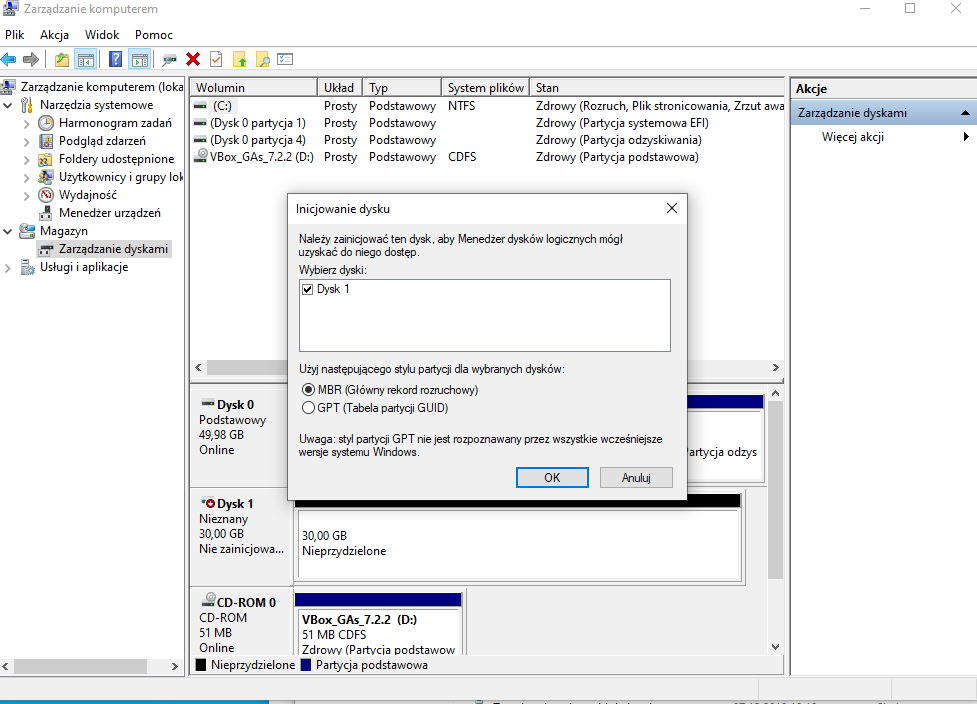 Zarządzanie komputerem
Plik Akcja Widok Pomoc
Zarządzanie komputerem (loka
Narzędzia systemowe
Harmonogram zadań
Podgląd zdarzeń
Foldery udostępnione
Użytkownicy i grupy lok
Wydajność
Menedżer urządzeń
Magazyn
Zarządzanie dyskami
Usługi i aplikacje
Wolumin Układ Typ System plików Stan
(C:) Prosty Podstawowy NTFS Zdrowy (Rozruch, Plik stronicowania, Zrzut awa
(Dysk 0 partycja 1) Prosty Podstawowy Zdrowy (Partycja systemowa EFI)
(Dysk 0 partycja 4) Prosty Podstawowy Zdrowy (Partycja odzyskiwania)
VBox_GAs_7.2.2 (D:) Prosty Podstawowy CDFS Zdrowy (Partycja podstawowa)
Akcje
Zarządzanie dyskami
Więcej akcji
Inicjowanie dysku
Należy zainicjować ten dysk, aby Menedżer dysków logicznych mógł
uzyskać do niego dostęp.
Wybierz dyski:
Dysk 1
Użyj następującego stylu partycji dla wybranych dysków:
MBR (Główny rekord rozruchowy)
GPT (Tabela partycji GUID)
Uwaga: styl partycji GPT nie jest rozpoznawany przez wszystkie wcześniejsze
wersje systemu Windows.
OK Anuluj
Dysk 0
Podstawowy
49,98 GB
Online
artycja odzys
Dysk 1
Nieznany
30,00 GB
Nie zainicjowa...
30,00 GB
Nieprzydzielone
CD-ROM 0
CD-ROM
51 MB
Online
VBox_GAs_7.2.2 (D:)
51 MB CDFS
Zdrowy (Partycja podstawow
Nieprzydzielone Partycja podstawowa